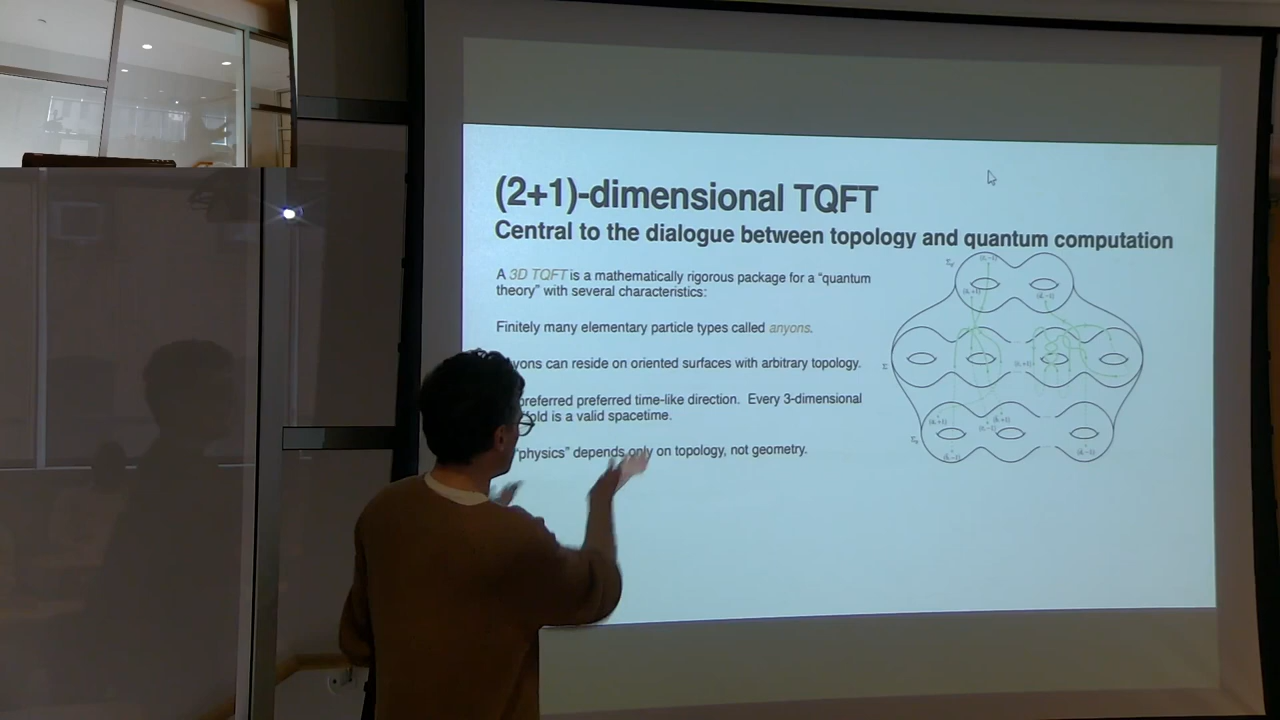 (2+1)-dimensional TQFT
Central to the dialogue between topology and quantum computation
A 3D TQFT is a mathematically rigorous package for a “quantum
theory” with several characteristics:
Finitely many elementary particle types called anyons.
yons can reside on oriented surfaces with arbitrary topology.
preferred preferred time-like direction. Every 3-dimensional
fold is a valid spacetime.
“physics” depends only on topology, not geometry.